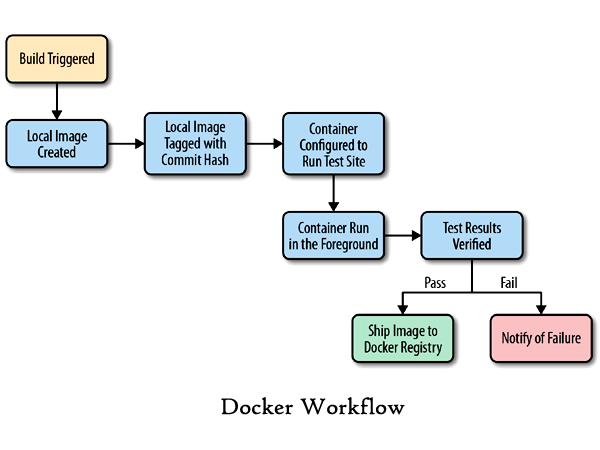 Build Triggered
Local Image
Created
Local Image
Tagged with
Commit Hash
Container
Configured to
Run Test Site
Container Run
in the Foreground
Test Results
Verified
Pass
Fail
Ship Image to
Docker Registry
Notify of Failure
Docker Workflow